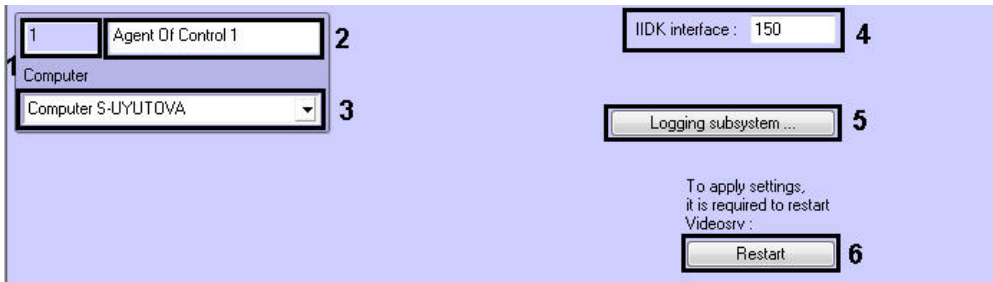 1
Agent Of Control 1
2
1
Computer
Computer S-UYUTOVA
3
IIDK interface :
150
4
Logging subsystem ...
5
To apply settings,
it is required to restart
Videosrv :
Restart
6